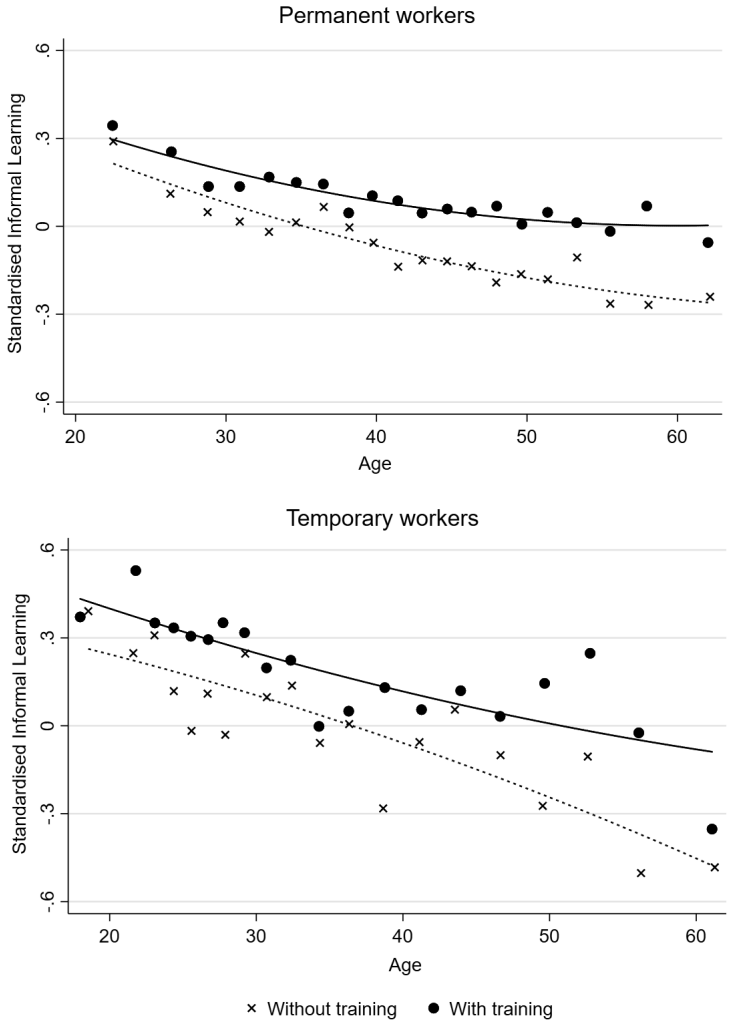 Permanent workers
Standardised Informal Learning
.6
.3
0
-.3
-.6
20 30 40 50 60
Age
Temporary workers
Standardised Informal Learning
.6
.3
0
-.3
-.6
20 30 40 50 60
Age
Without training With training